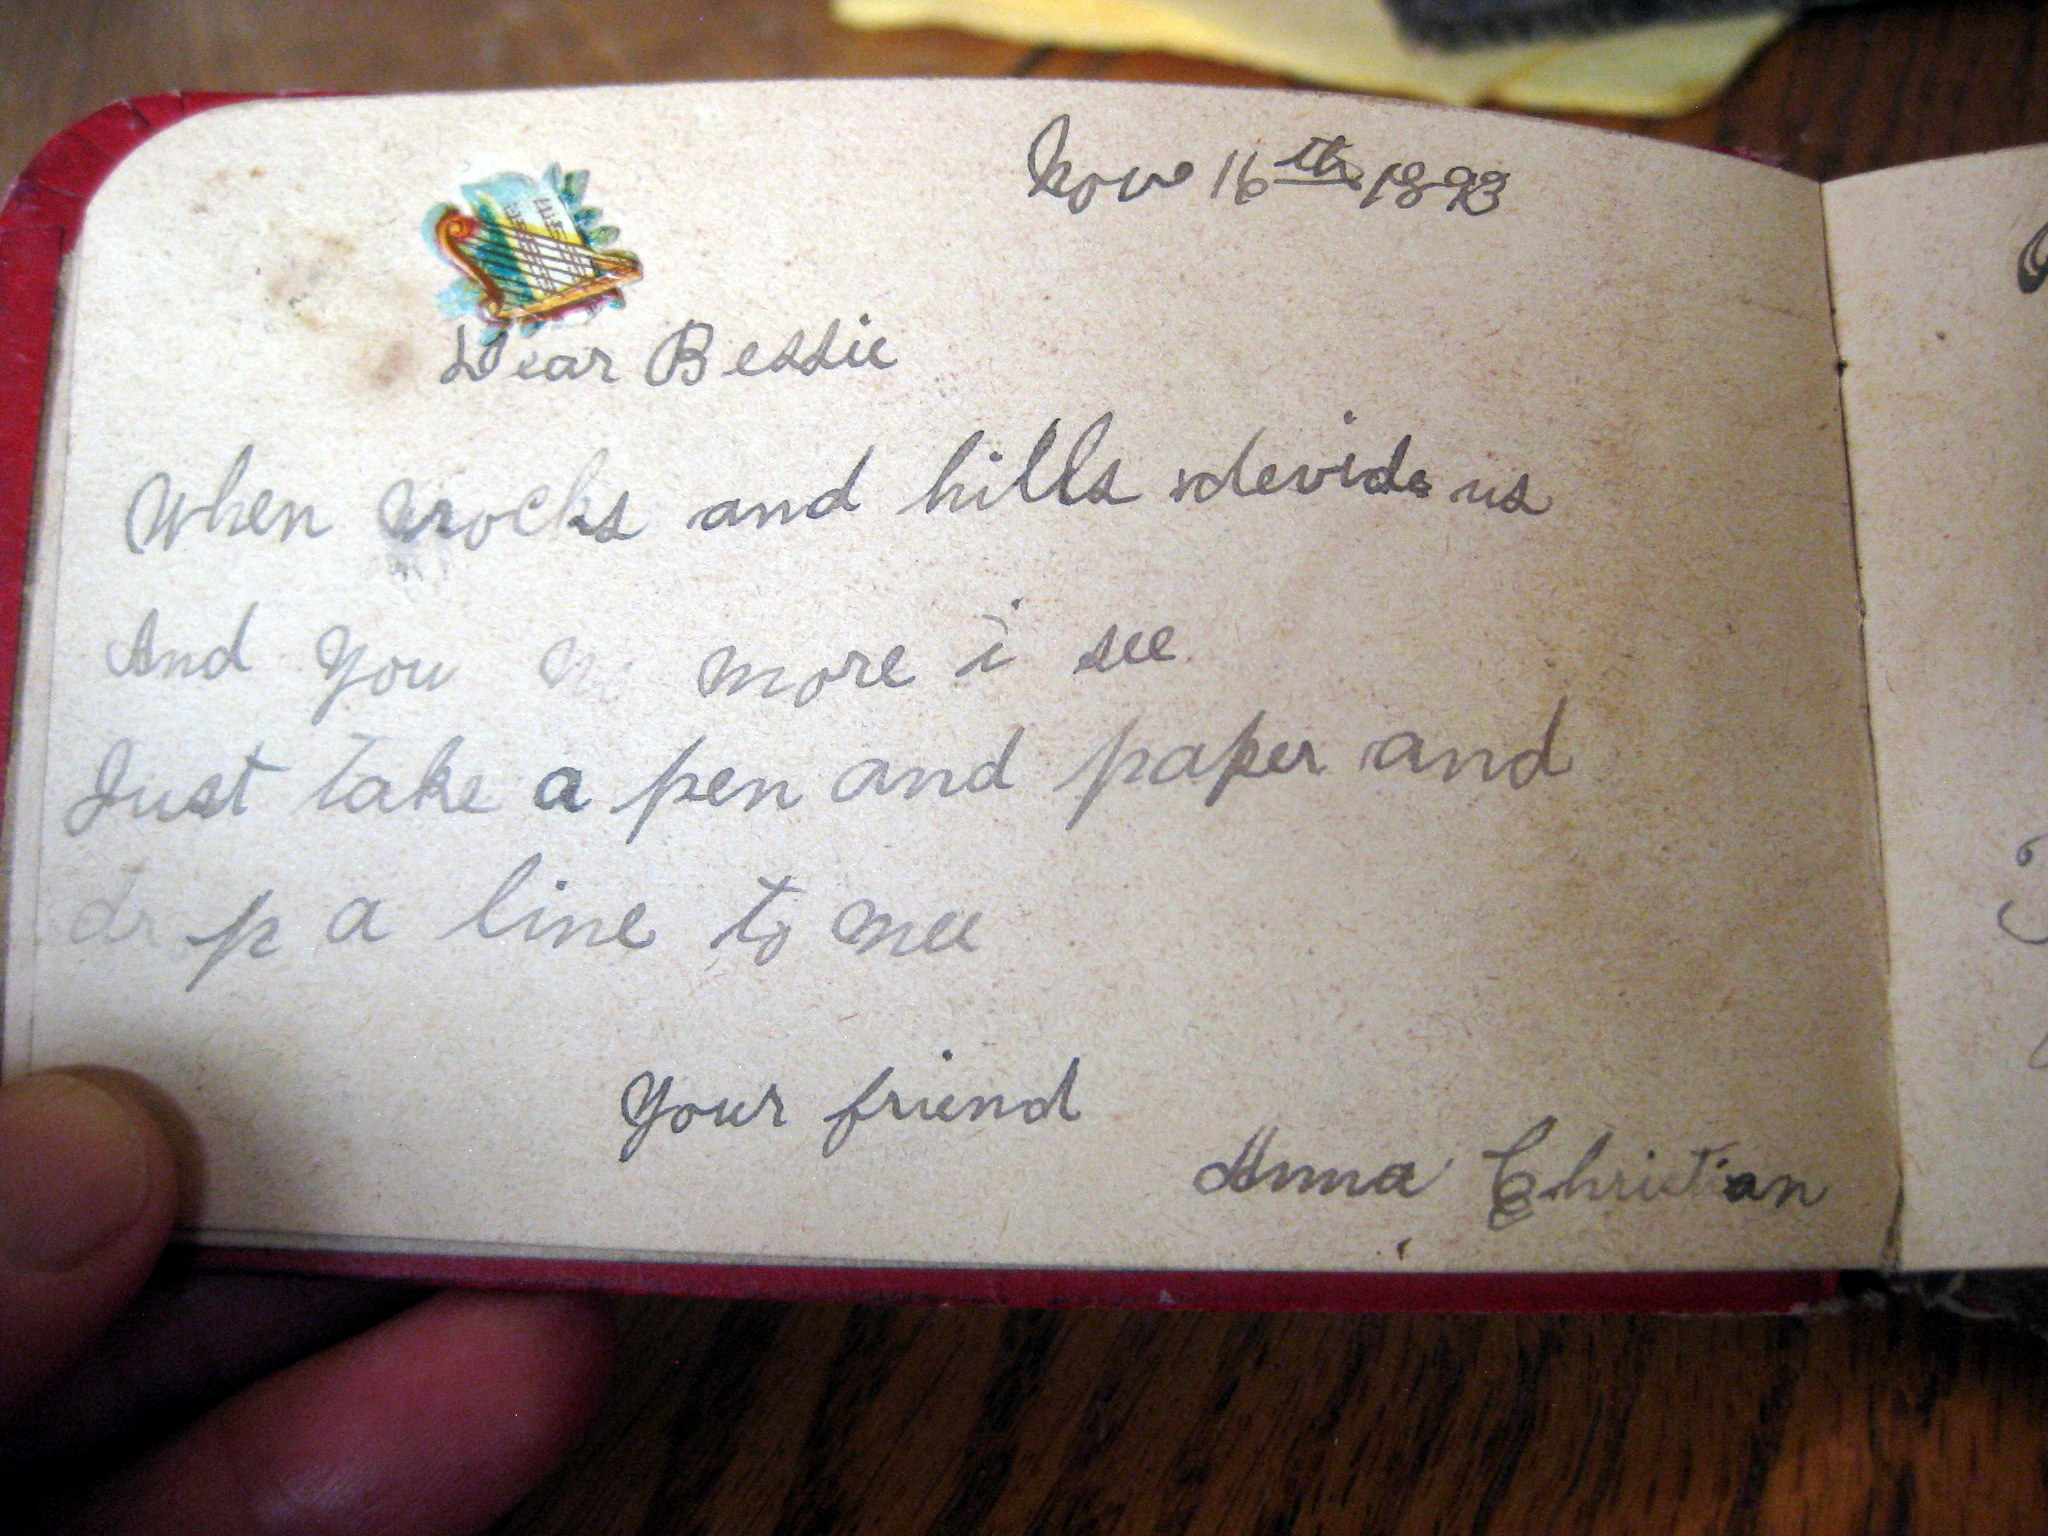 Nov 16th 1893
Dear Bessie
When rocks and hills devide us
And you no more i see
Just take a pen and paper and
drop a line to mee
Your friend
Anna Christian